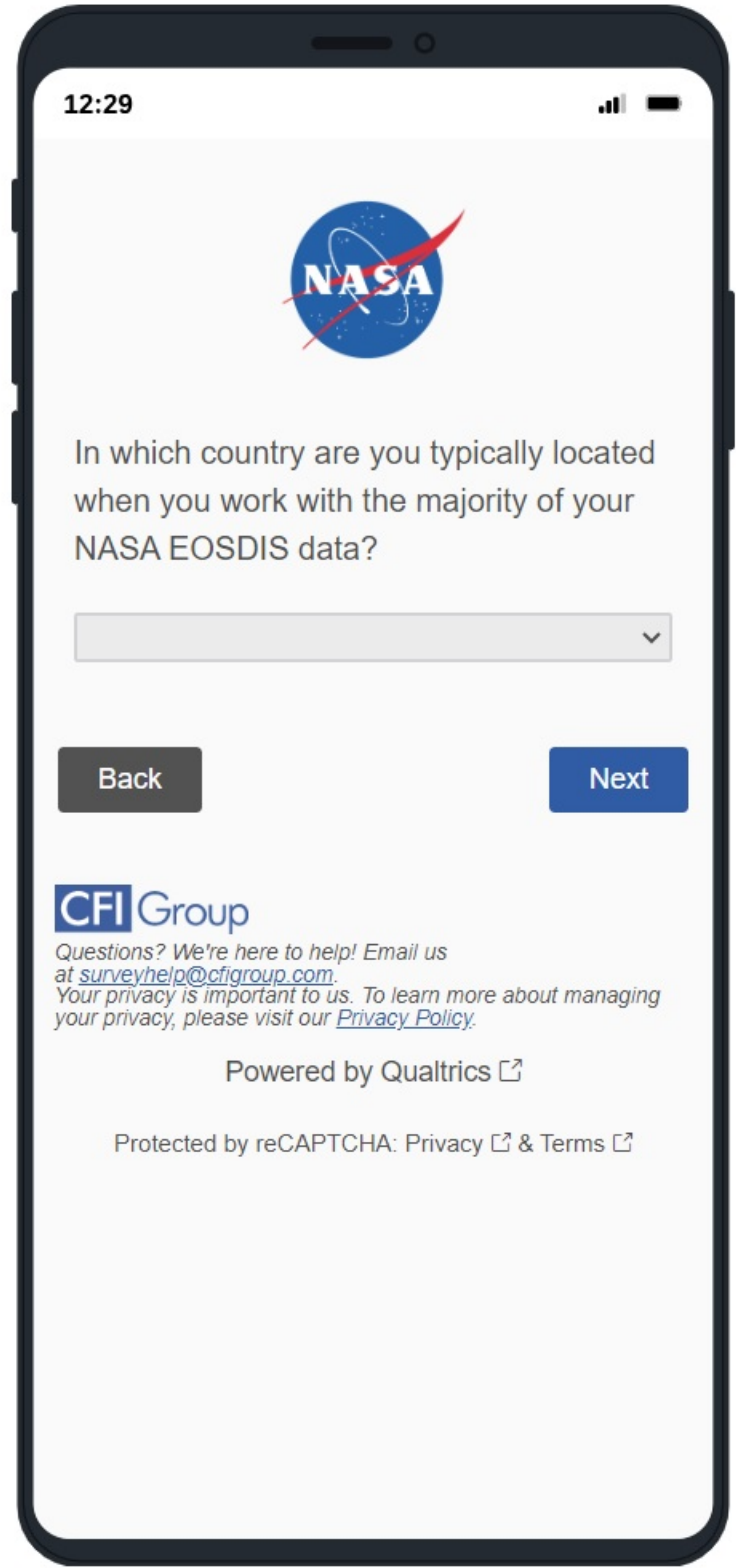 12:29
NASA
In which country are you typically located
when you work with the majority of your
NASA EOSDIS data?
Back
Next
CFI Group
Questions? We're here to help! Email us
at surveyhelp@cfigroup.com.
Your privacy is important to us. To learn more about managing
your privacy, please visit our Privacy Policy.
Powered by Qualtrics
Protected by reCAPTCHA: Privacy & Terms